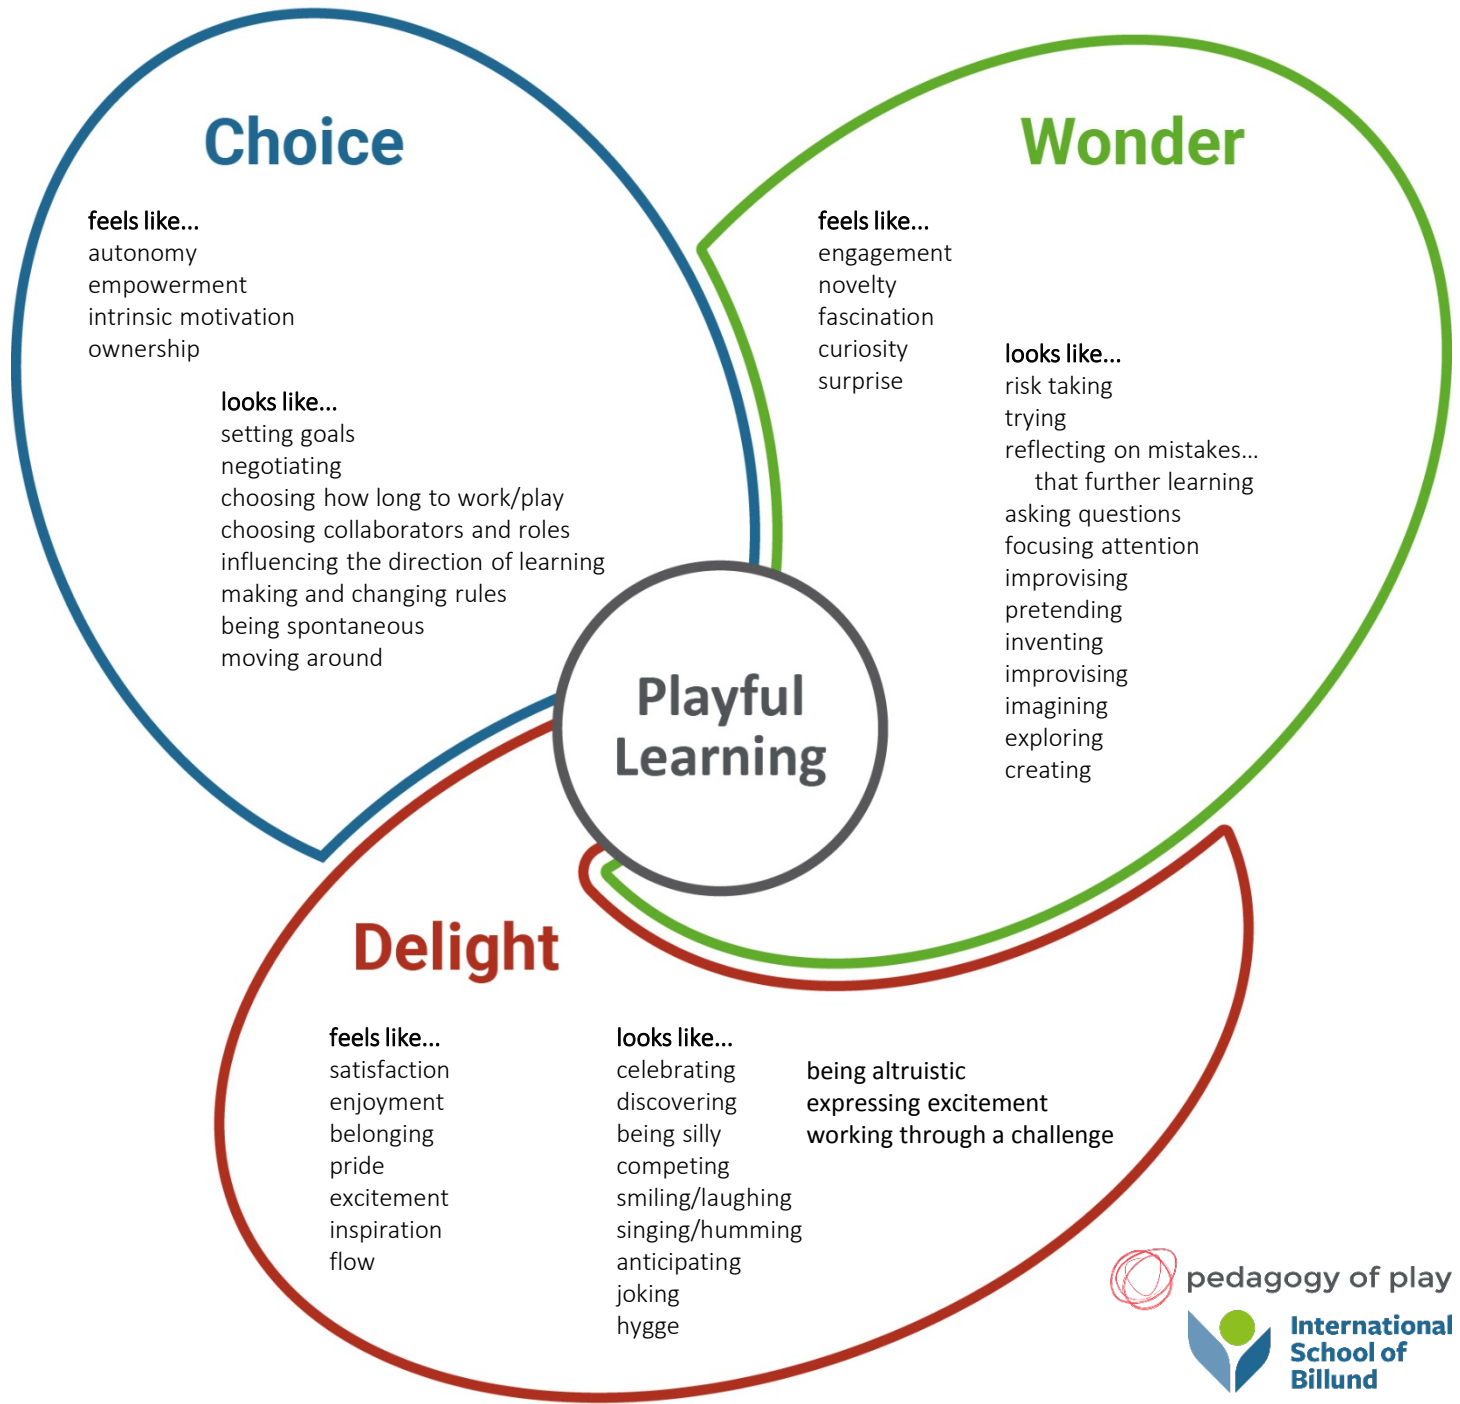 Choice
feels like...
autonomy
empowerment
intrinsic motivation
ownership
looks like...
setting goals
negotiating
choosing how long to work/play
choosing collaborators and roles
influencing the direction of learning
making and changing rules
being spontaneous
moving around
Wonder
feels like...
engagement
novelty
fascination
curiosity
surprise
looks like...
risk taking
trying
reflecting on mistakes...
that further learning
asking questions
focusing attention
improvising
pretending
inventing
improvising
imagining
exploring
creating
Playful
Learning
Delight
feels like...
satisfaction
enjoyment
belonging
pride
excitement
inspiration
flow
looks like...
celebrating
discovering
being silly
competing
smiling/laughing
singing/humming
anticipating
joking
hygge
being altruistic
expressing excitement
working through a challenge
pedagogy of play
International
School of
Billund